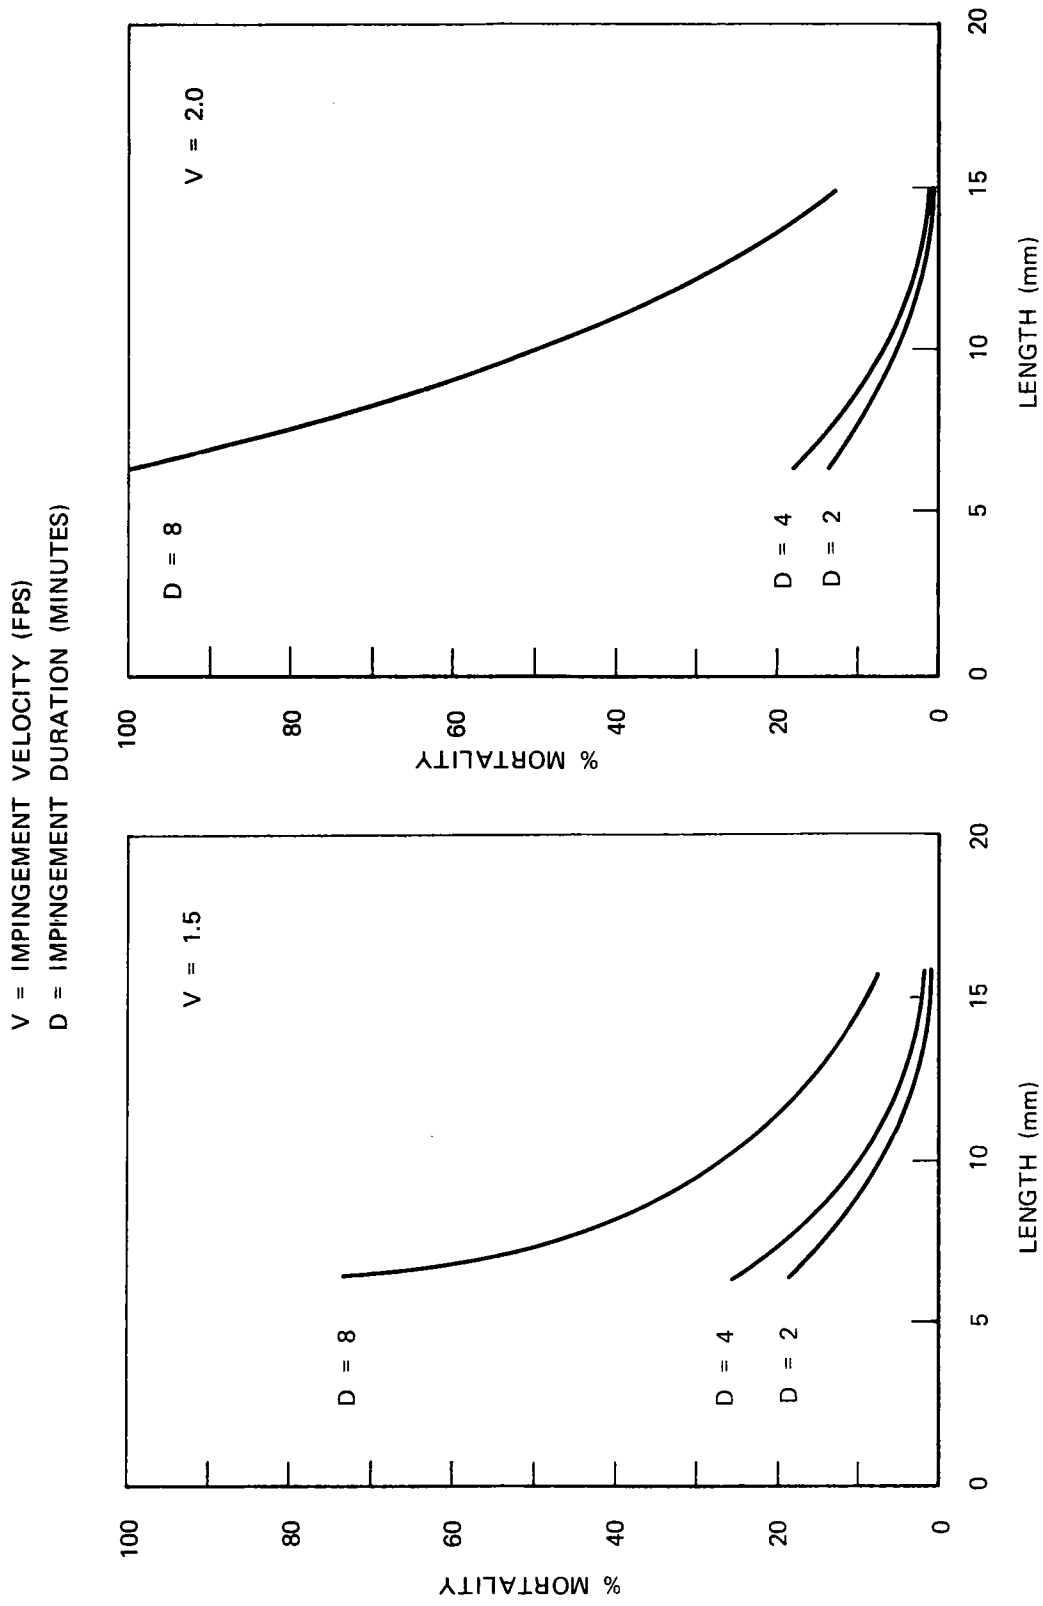 V = IMPINGEMENT VELOCITY (FPS)
D = IMPINGEMENT DURATION (MINUTES)
100
80
60
40
20
0
% MORTALITY
V = 1.5
D = 8
D = 4
D = 2
0
5
10
15
20
LENGTH (mm)
100
80
60
40
20
0
% MORTALITY
V = 2.0
D = 8
D = 4
D = 2
0
5
10
15
20
LENGTH (mm)